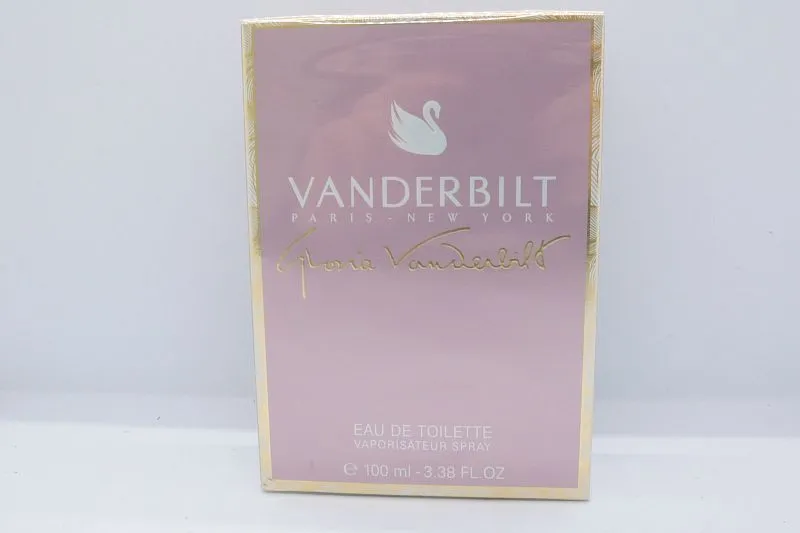 VANDERBILT
PARIS - NEW YORK
Gloria Vanderbilt
EAU DE TOILETTE
VAPORISATEUR SPRAY
℮ 100 ml - 3.38 FL.OZ